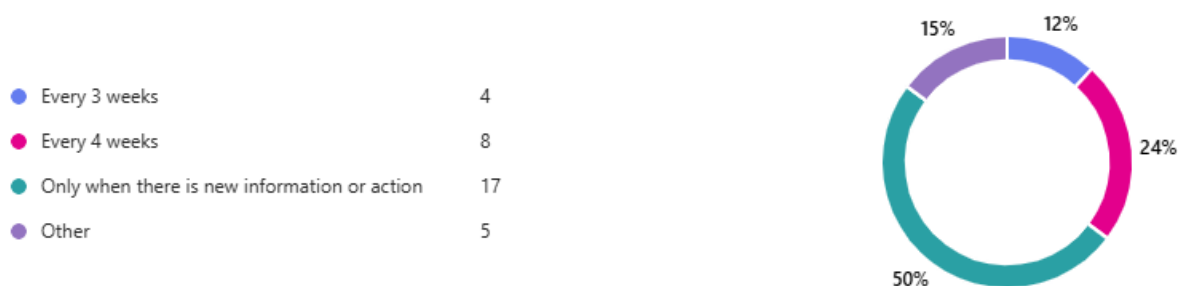 Every 3 weeks 4
Every 4 weeks 8
Only when there is new information or action 17
Other 5
15%
12%
24%
50%